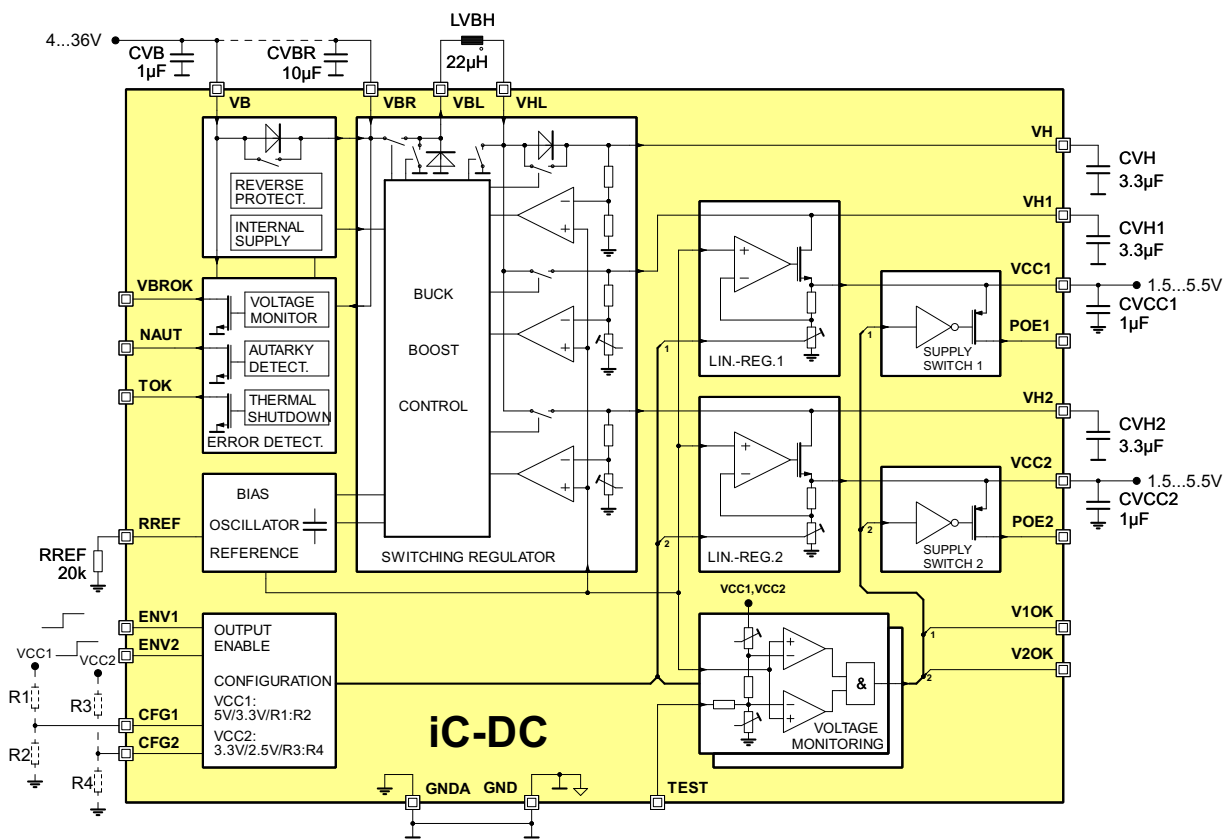 LVBH
4...36V
CVB
1µF
CVBR
10µF
22µH
VB
VBR
VBL
VHL
VH
CVH
3.3µF
REVERSE
PROTECT.
INTERNAL
SUPPLY
VH1
CVH1
3.3µF
VCC1
1.5...5.5V
CVCC1
1µF
VBROK
VOLTAGE
MONITOR
NAUT
AUTARKY
DETECT.
TOK
THERMAL
SHUTDOWN
ERROR DETECT.
BUCK
BOOST
CONTROL
SWITCHING REGULATOR
1
LIN.-REG.1
1
SUPPLY
SWITCH 1
POE1
VH2
CVH2
3.3µF
VCC2
1.5...5.5V
CVCC2
1µF
2
LIN.-REG.2
2
SUPPLY
SWITCH 2
POE2
RREF
BIAS
OSCILLATOR
REFERENCE
RREF
20k
ENV1
OUTPUT
ENABLE
ENV2
VCC1
VCC2
R1
R3
CONFIGURATION
VCC1:
5V/3.3V/R1:R2
VCC2:
3.3V/2.5V/R3:R4
CFG1
R2
CFG2
R4
iC-DC
VCC1,VCC2
&
VOLTAGE
MONITORING
1
V1OK
2
V2OK
GNDA
GND
TEST